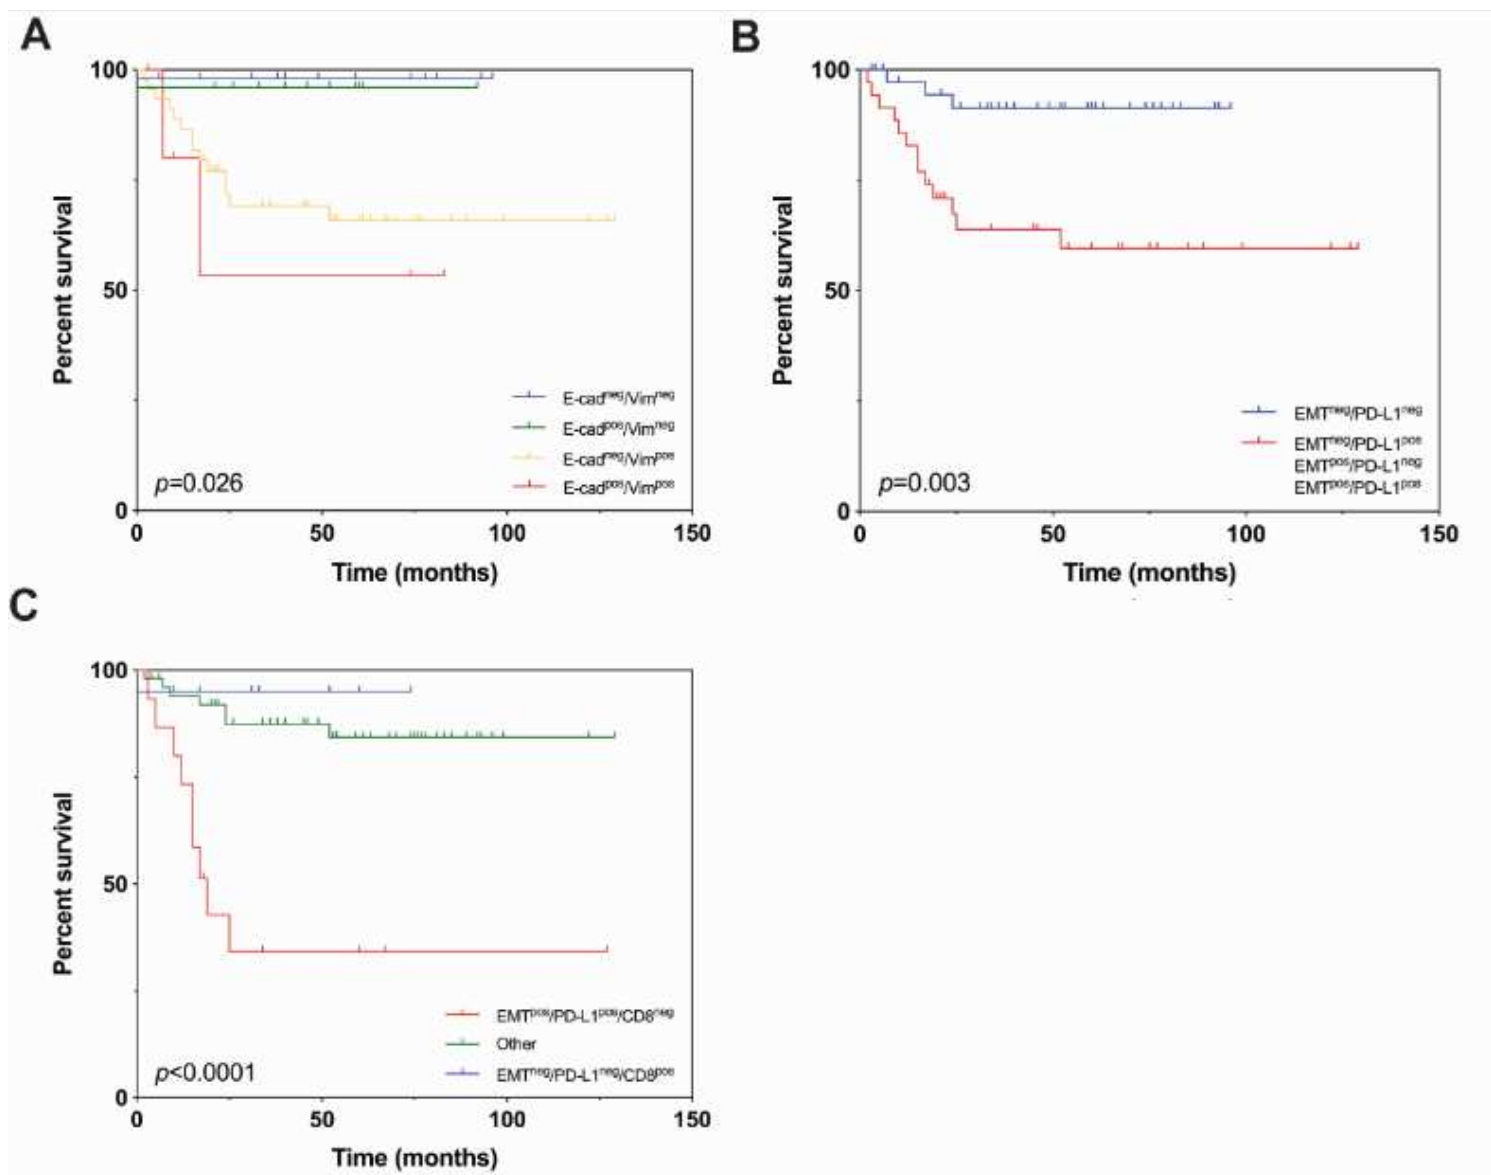 A
B
100
50
0
Percent survival
E-cadneg/Vimneg
E-cadpos/Vimneg
E-cadneg/Vimpos
E-cadpos/Vimpos
p=0.026
0
50
100
150
Time (months)
100
50
0
Percent survival
EMTneg/PD-L1neg
EMTneg/PD-L1pos
EMTpos/PD-L1neg
EMTpos/PD-L1pos
p=0.003
0
50
100
150
Time (months)
C
100
50
0
Percent survival
EMTpos/PD-L1pos/CD8neg
Other
EMTneg/PD-L1neg/CD8pos
p<0.0001
0
50
100
150
Time (months)